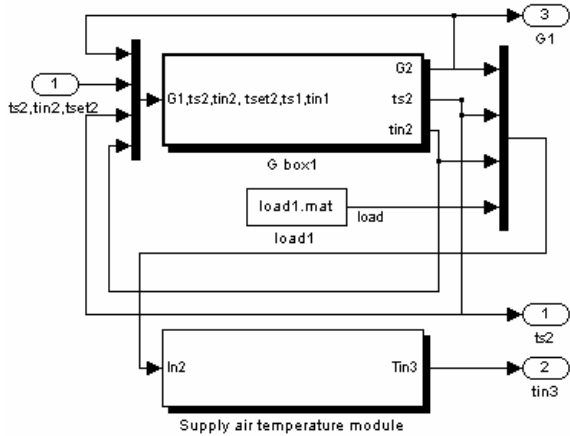 3
G1
G2
1
G1,ts2,tin2, tset2,ts1,tin1
ts2
ts2,tin2,tset2
tin2
G box1
load1.mat
load
load1
1
ts2
In2
Tin3
2
tin3
Supply air temperature module